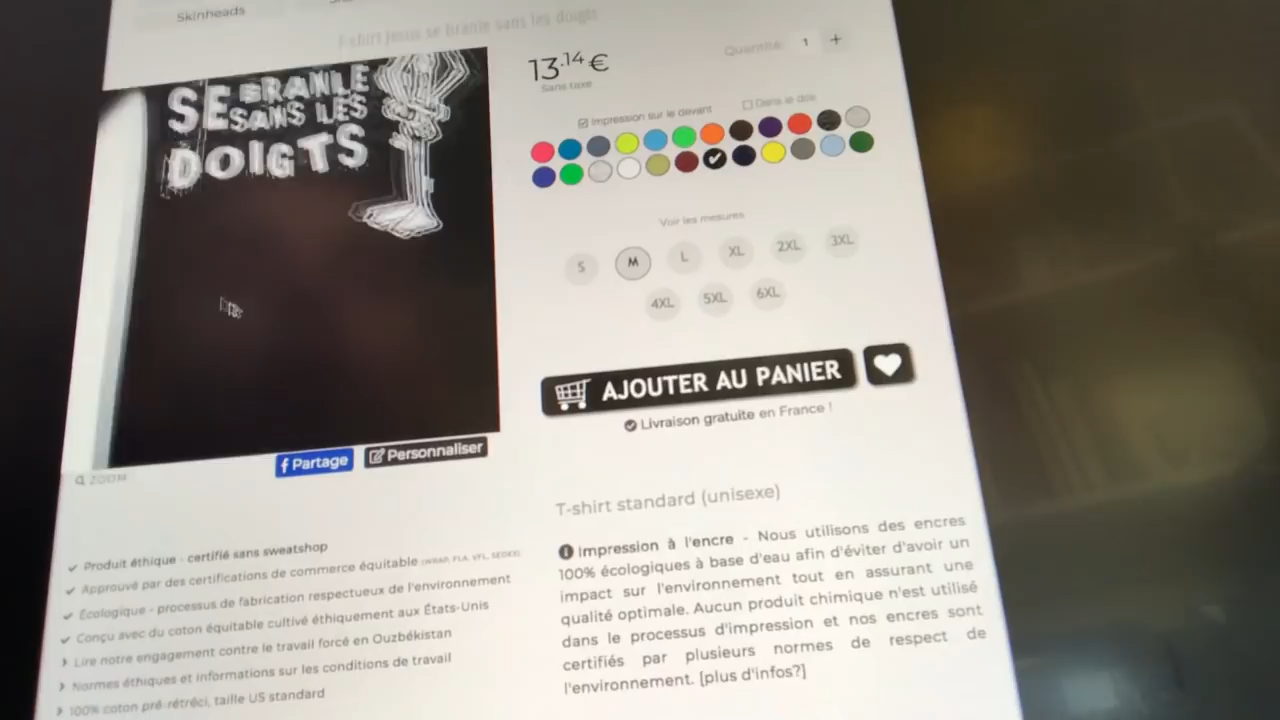 Skinheads
T-shirt jesus se branle sans les doigts
SE BRANLE
SANS LES
DOIGTS
13.14 €
Sans taxe
Quantité: 1 +
Impression sur le devant
Dans le dos
Voir les mesures
S M L XL 2XL 3XL
4XL 5XL 6XL
AJOUTER AU PANIER
Livraison gratuite en France !
ZOOM
f Partage
Personnaliser
T-shirt standard (unisexe)
Produit éthique - certifié sans sweatshop
Approuvé par des certifications de commerce équitable (WRAP, FLA, VFL, SEDEX)
Écologique - processus de fabrication respectueux de l'environnement
Conçu avec du coton équitable cultivé éthiquement aux États-Unis
Lire notre engagement contre le travail forcé en Ouzbékistan
Normes éthiques et informations sur les conditions de travail
100% coton pré-rétréci, taille US standard
Impression à l'encre - Nous utilisons des encres
100% écologiques à base d'eau afin d'éviter d'avoir un
impact sur l'environnement tout en assurant une
qualité optimale. Aucun produit chimique n'est utilisé
dans le processus d'impression et nos encres sont
certifiés par plusieurs normes de respect de
l'environnement. [plus d'infos?]